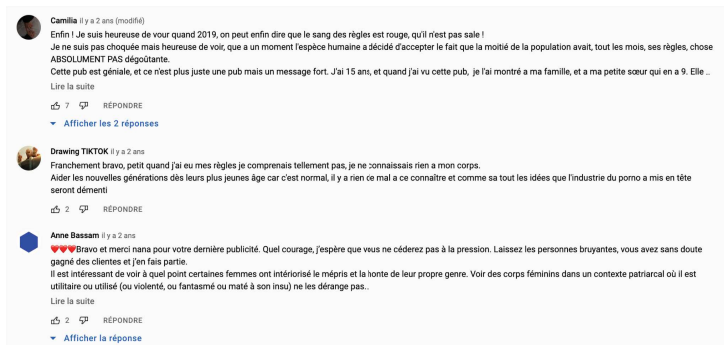 Camilia il y a 2 ans (modifié)
Enfin ! Je suis heureuse de vour quand 2019, on peut enfin dire que le sang des règles est rouge, qu'il n'est pas sale !
Je ne suis pas choquée mais heureuse de voir, que a un moment l'espèce humaine a décidé d'accepter le fait que la moitié de la population avait, tout les mois, ses règles, chose
ABSOLUMENT PAS dégoûtante.
Cette pub est géniale, et ce n'est plus juste une pub mais un message fort. J'ai 15 ans, et quand j'ai vu cette pub, je l'ai montré a ma famille, et a ma petite sœur qui en a 9. Elle ..
Lire la suite
7 RÉPONDRE
Afficher les 2 réponses
Drawing TIKTOK il y a 2 ans
Franchement bravo, petit quand j'ai eu mes règles je comprenais tellement pas, je ne connaissais rien a mon corps.
Aider les nouvelles générations dès leurs plus jeunes âge car c'est normal, il y a rien de mal a ce connaître et comme sa tout les idées que l'industrie du porno a mis en tête
seront démenti
2 RÉPONDRE
Anne Bassam il y a 2 ans
❤️❤️❤️Bravo et merci nana pour votre dernière publicité. Quel courage, j'espère que vous ne céderez pas à la pression. Laissez les personnes bruyantes, vous avez sans doute
gagné des clientes et j'en fais partie.
Il est intéressant de voir à quel point certaines femmes ont intériorisé le mépris et la honte de leur propre genre. Voir des corps féminins dans un contexte patriarcal où il est
utilitaire ou utilisé (ou violenté, ou fantasmé ou maté à son insu) ne les dérange pas..
Lire la suite
2 RÉPONDRE
Afficher la réponse